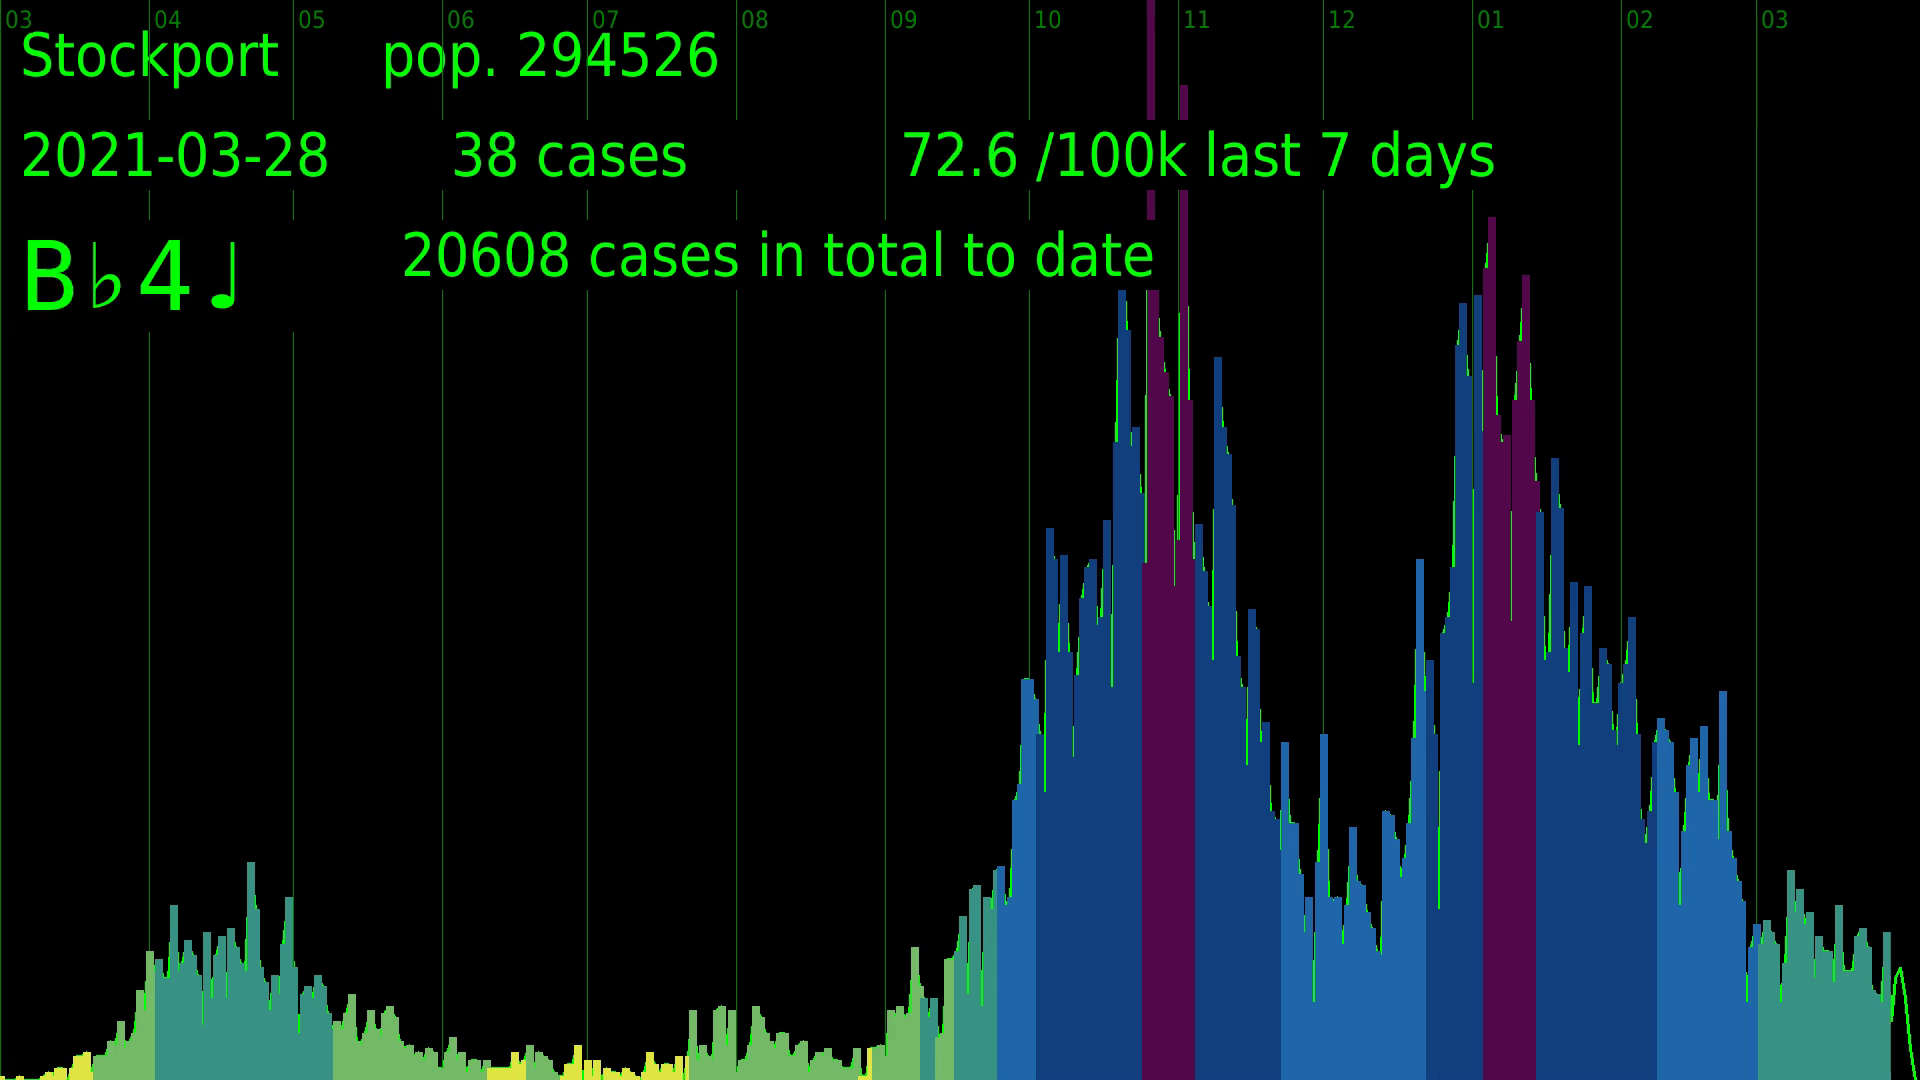 03 04 05 06 07 08 09 10 11 12 01 02 03
Stockport pop. 294526
2021-03-28 38 cases 72.6 /100k last 7 days
B♭4♩ 20608 cases in total to date